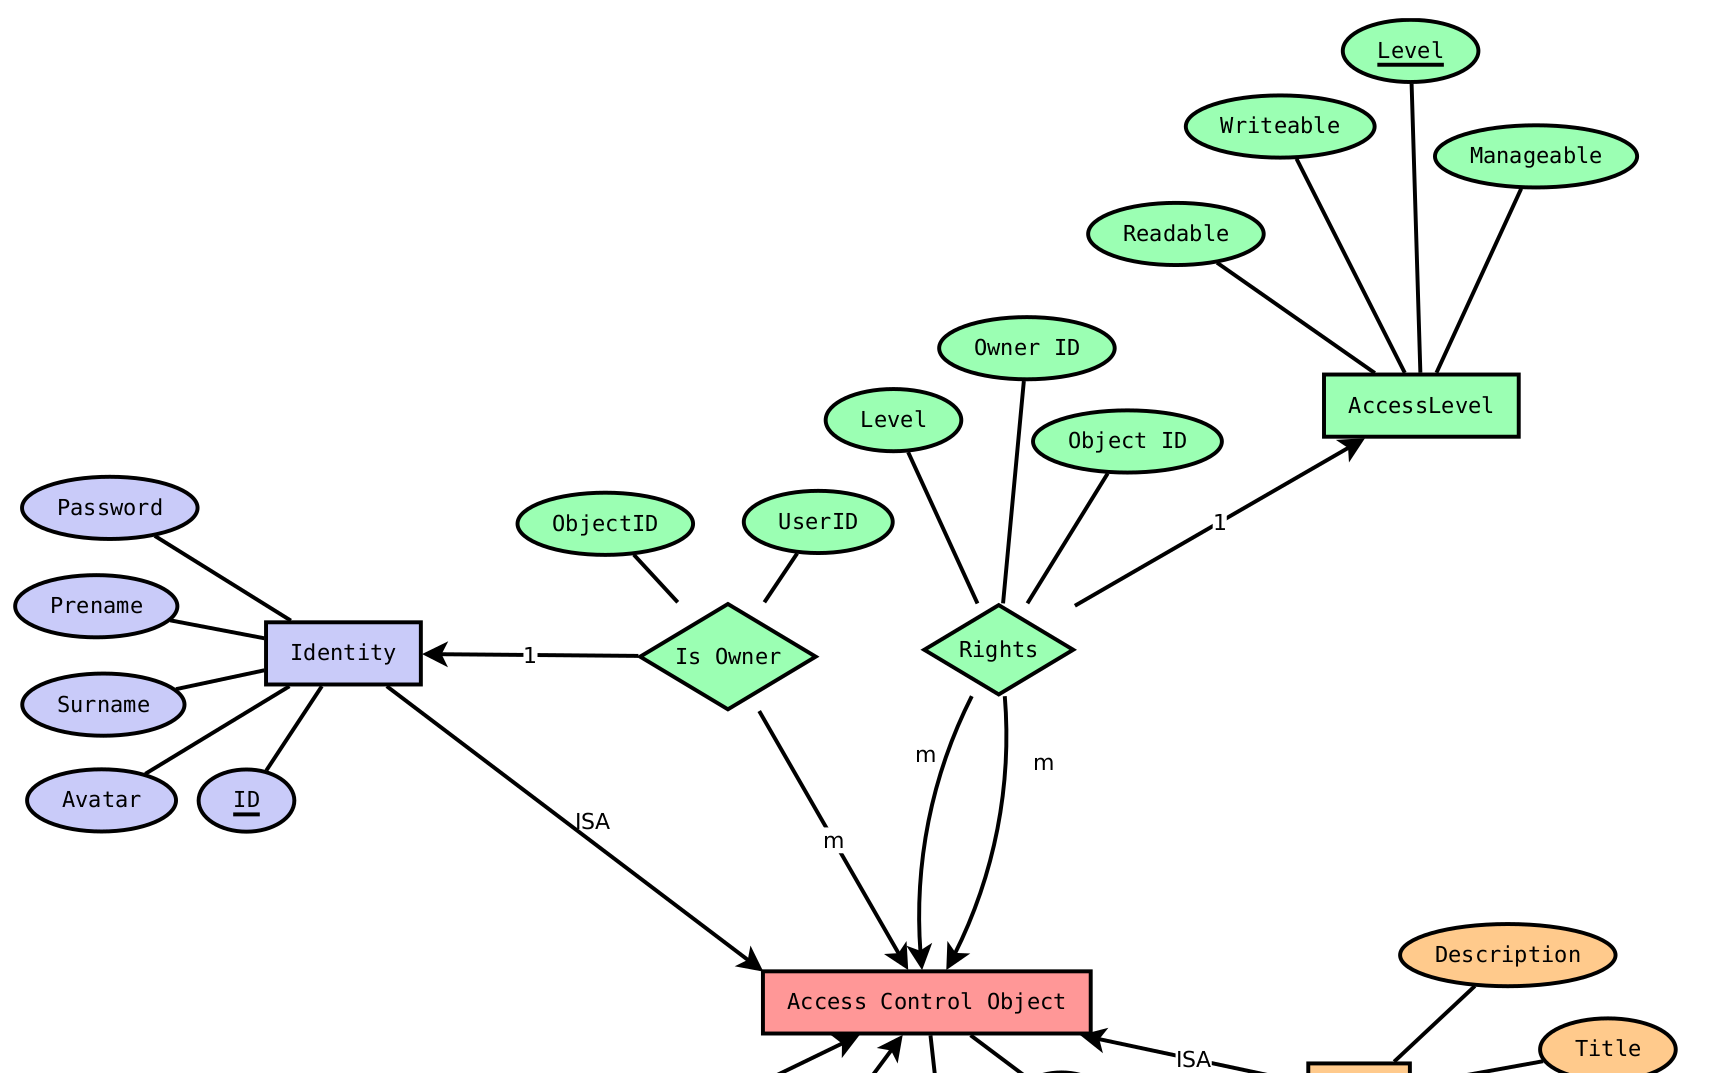 Level
Writeable
Manageable
Readable
Owner ID
Level
Object ID
AccessLevel
1
Password
ObjectID
UserID
Prename
Identity
1
Is Owner
Rights
Surname
m
m
Avatar
ID
ISA
m
Description
Access Control Object
ISA
Title